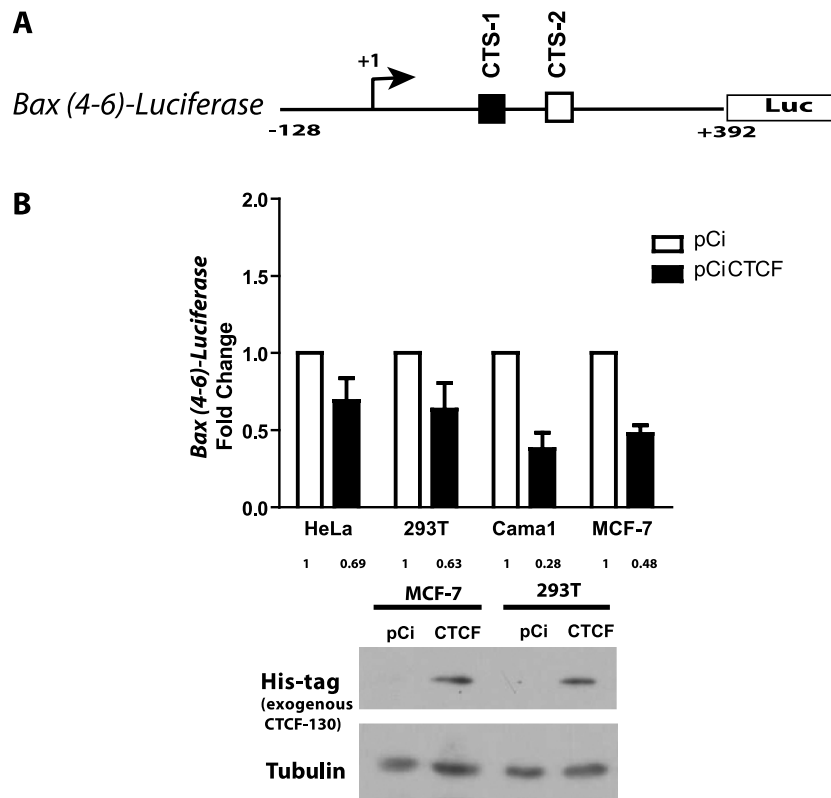 A
CTS-1
CTS-2
+1
Bax (4-6)-Luciferase
Luc
-128
+392
B
2.0
1.5
1.0
0.5
0.0
Bax (4-6)-Luciferase
Fold Change
pCi
pCiCTCF
HeLa 293T Cama1 MCF-7
1 0.69 1 0.63 1 0.28 1 0.48
MCF-7 293T
pCi CTCF pCi CTCF
His-tag
(exogenous
CTCF-130)
Tubulin